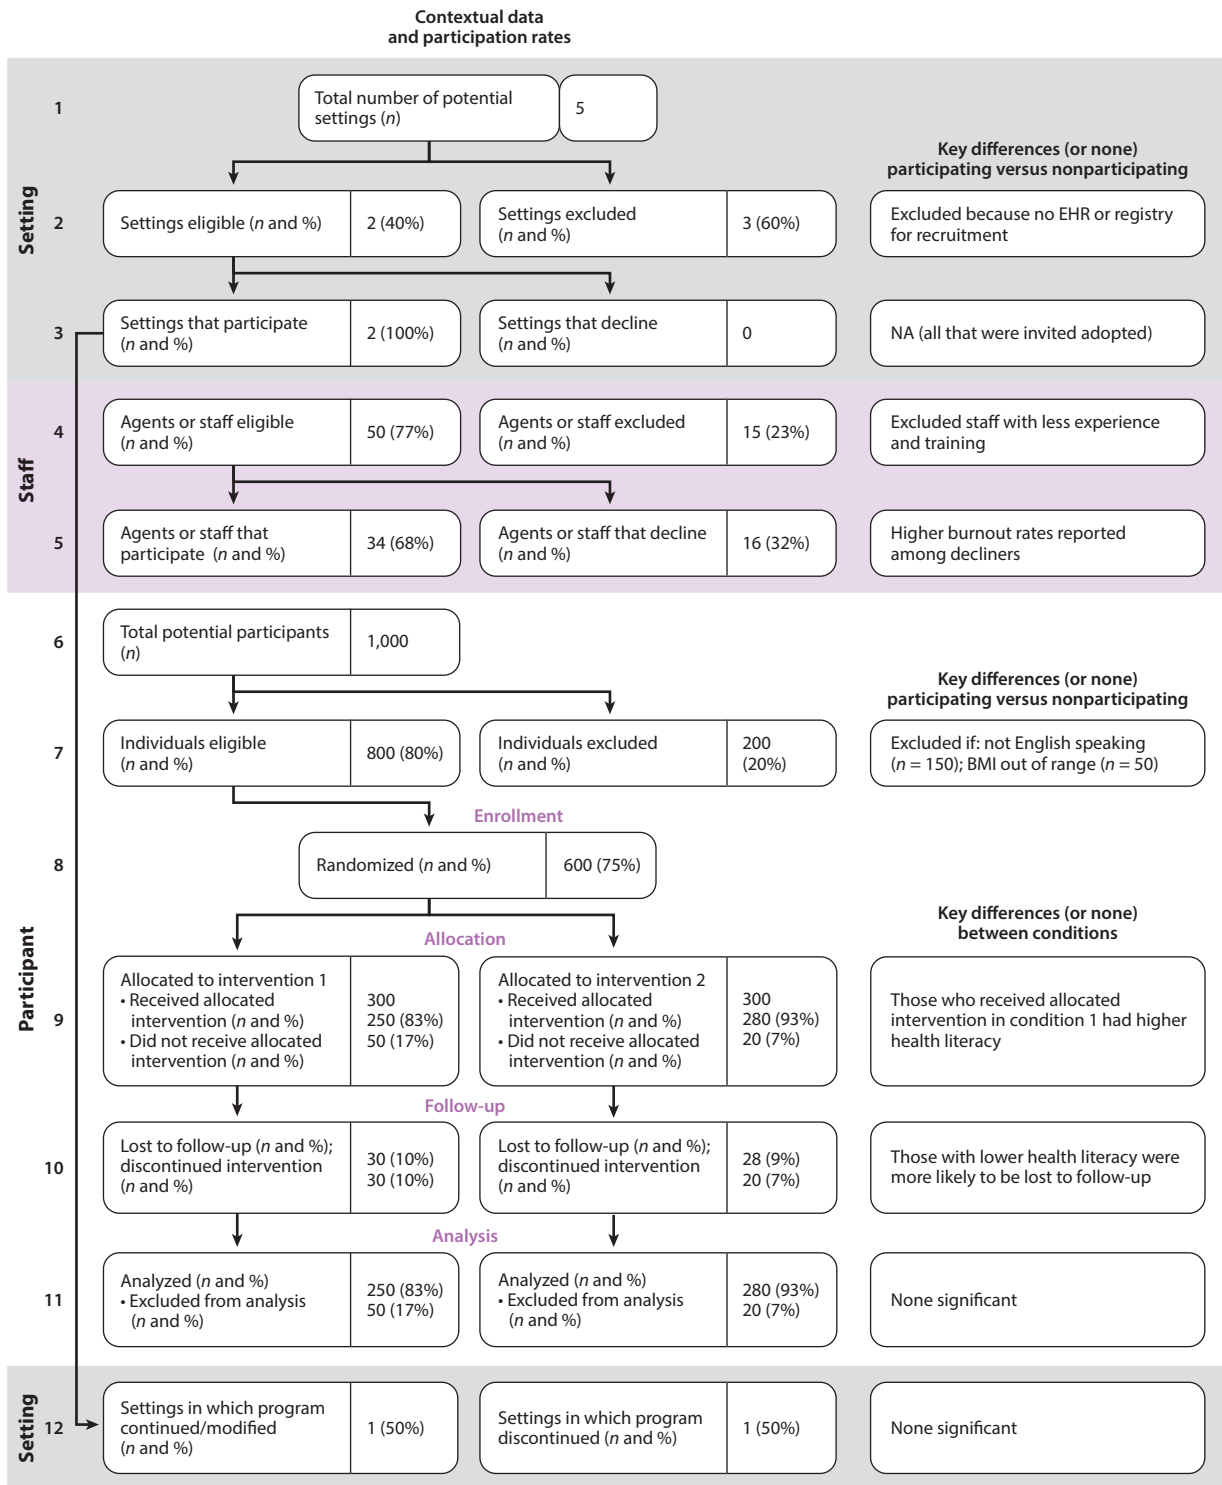 Contextual data
and participation rates
Setting
1
Total number of potential
settings (n)
5
Key differences (or none)
participating versus nonparticipating
2
Settings eligible (n and %)
2 (40%)
Settings excluded
(n and %)
3 (60%)
Excluded because no EHR or registry
for recruitment
3
Settings that participate
(n and %)
2 (100%)
Settings that decline
(n and %)
0
NA (all that were invited adopted)
Staff
4
Agents or staff eligible
(n and %)
50 (77%)
Agents or staff excluded
(n and %)
15 (23%)
Excluded staff with less experience
and training
5
Agents or staff that
participate (n and %)
34 (68%)
Agents or staff that decline
(n and %)
16 (32%)
Higher burnout rates reported
among decliners
Participant
6
Total potential participants
(n)
1,000
Key differences (or none)
participating versus nonparticipating
7
Individuals eligible
(n and %)
800 (80%)
Individuals excluded
(n and %)
200
(20%)
Excluded if: not English speaking
(n = 150); BMI out of range (n = 50)
Enrollment
8
Randomized (n and %)
600 (75%)
Key differences (or none)
between conditions
Allocation
9
Allocated to intervention 1
• Received allocated
intervention (n and %)
• Did not receive allocated
intervention (n and %)
300
250 (83%)
50 (17%)
Allocated to intervention 2
• Received allocated
intervention (n and %)
• Did not receive allocated
intervention (n and %)
300
280 (93%)
20 (7%)
Those who received allocated
intervention in condition 1 had higher
health literacy
Follow-up
10
Lost to follow-up (n and %);
discontinued intervention
(n and %)
30 (10%)
30 (10%)
Lost to follow-up (n and %);
discontinued intervention
(n and %)
28 (9%)
20 (7%)
Those with lower health literacy were
more likely to be lost to follow-up
Analysis
11
Analyzed (n and %)
• Excluded from analysis
(n and %)
250 (83%)
50 (17%)
Analyzed (n and %)
• Excluded from analysis
(n and %)
280 (93%)
20 (7%)
None significant
Setting
12
Settings in which program
continued/modified
(n and %)
1 (50%)
Settings in which program
discontinued (n and %)
1 (50%)
None significant